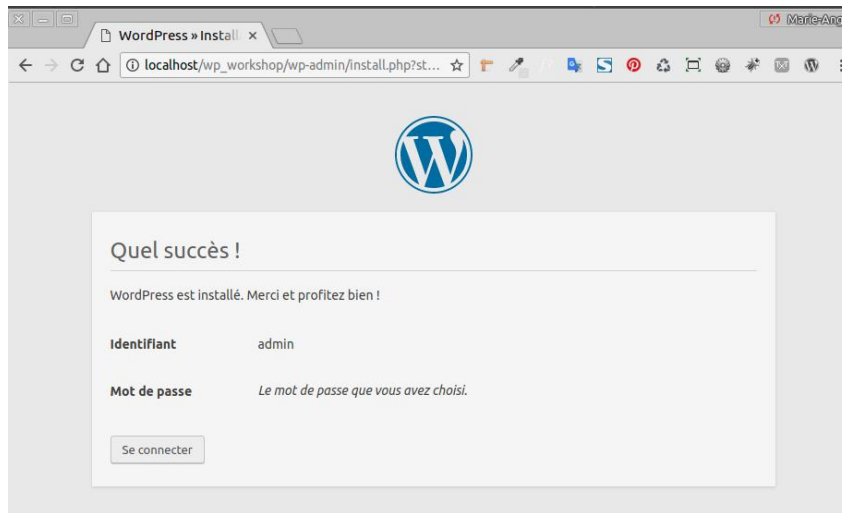 WordPress » Install
Marie-Ang
localhost/wp_workshop/wp-admin/install.php?st...
Quel succès !
WordPress est installé. Merci et profitez bien !
Identifiant admin
Mot de passe Le mot de passe que vous avez choisi.
Se connecter